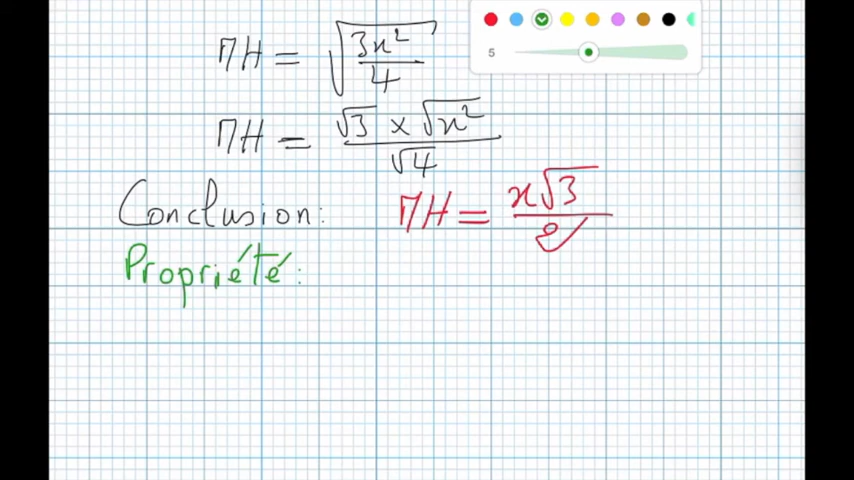 5
MH = √(3x²/4)
MH = (√3 × √x²)/√4
Conclusion: MH = (x√3)/2
Propriété: